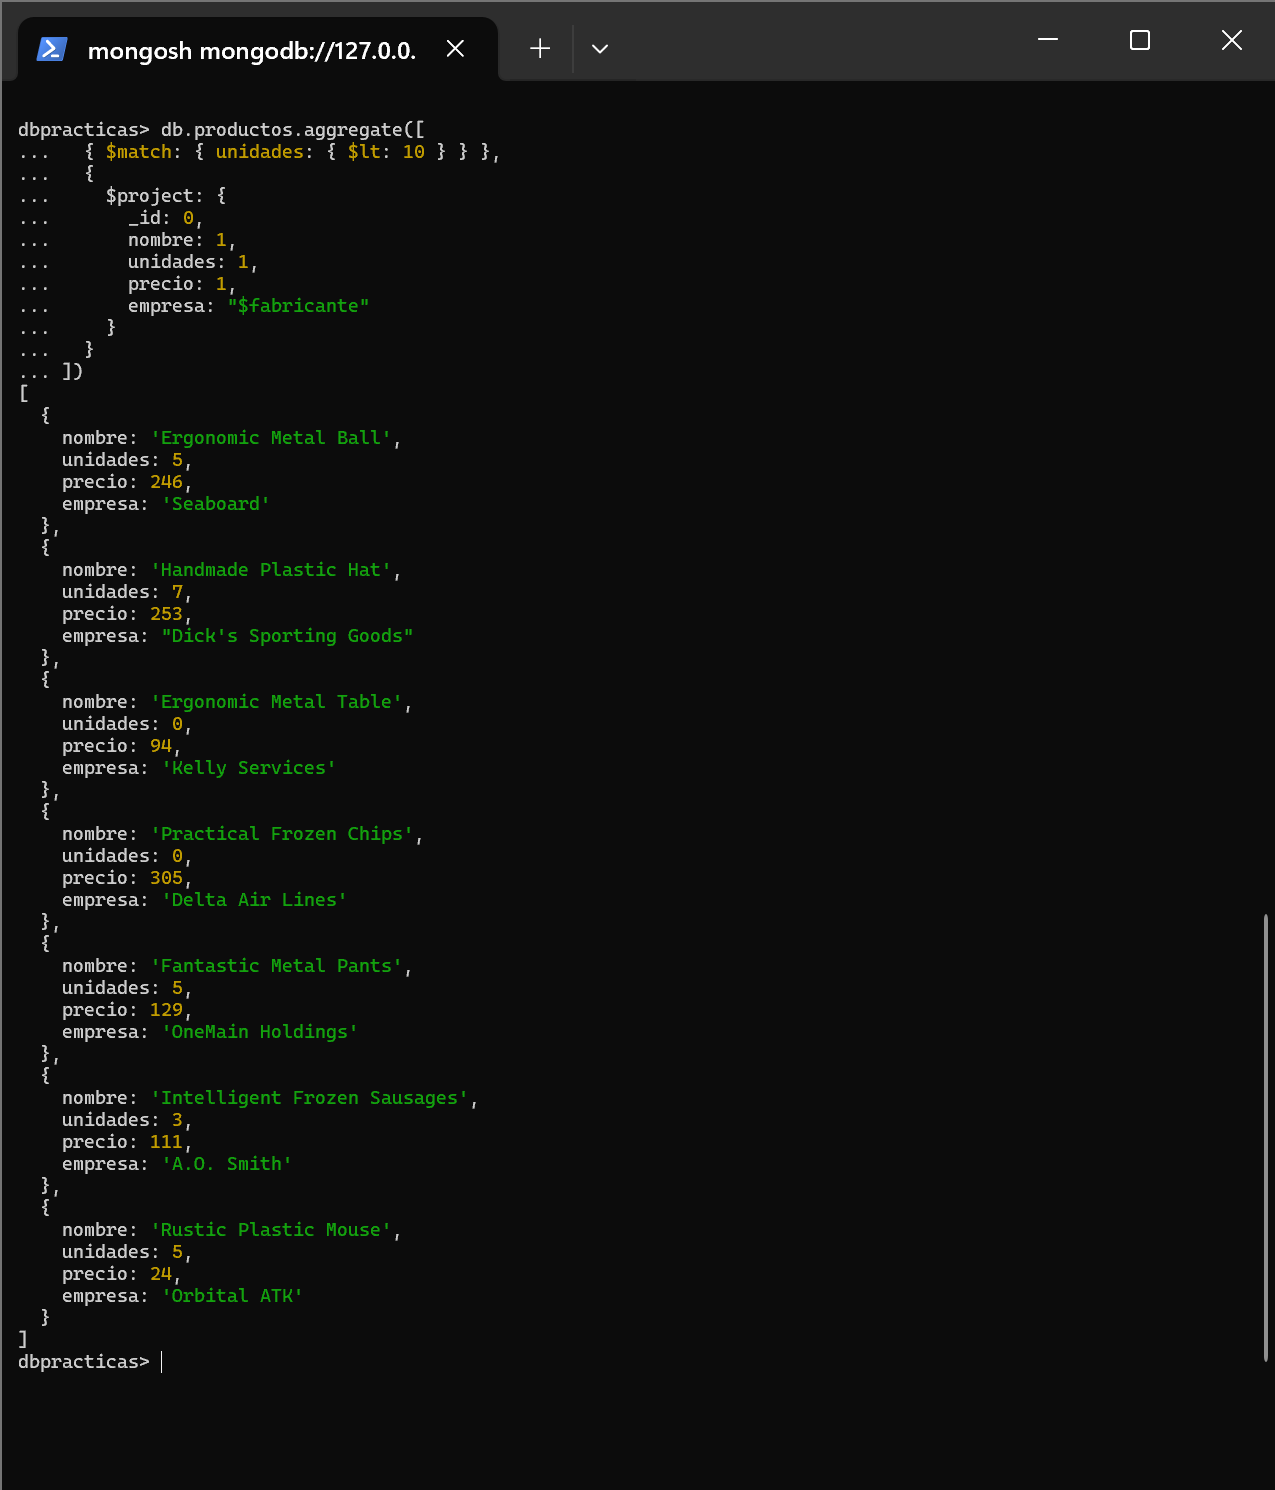 mongosh mongodb://127.0.0.
dbpracticas> db.productos.aggregate([
...   { $match: { unidades: { $lt: 10 } } },
...   {
...     $project: {
...       _id: 0,
...       nombre: 1,
...       unidades: 1,
...       precio: 1,
...       empresa: "$fabricante"
...     }
...   }
... ])
[
  {
    nombre: 'Ergonomic Metal Ball',
    unidades: 5,
    precio: 246,
    empresa: 'Seaboard'
  },
  {
    nombre: 'Handmade Plastic Hat',
    unidades: 7,
    precio: 253,
    empresa: "Dick's Sporting Goods"
  },
  {
    nombre: 'Ergonomic Metal Table',
    unidades: 0,
    precio: 94,
    empresa: 'Kelly Services'
  },
  {
    nombre: 'Practical Frozen Chips',
    unidades: 0,
    precio: 305,
    empresa: 'Delta Air Lines'
  },
  {
    nombre: 'Fantastic Metal Pants',
    unidades: 5,
    precio: 129,
    empresa: 'OneMain Holdings'
  },
  {
    nombre: 'Intelligent Frozen Sausages',
    unidades: 3,
    precio: 111,
    empresa: 'A.O. Smith'
  },
  {
    nombre: 'Rustic Plastic Mouse',
    unidades: 5,
    precio: 24,
    empresa: 'Orbital ATK'
  }
]
dbpracticas>